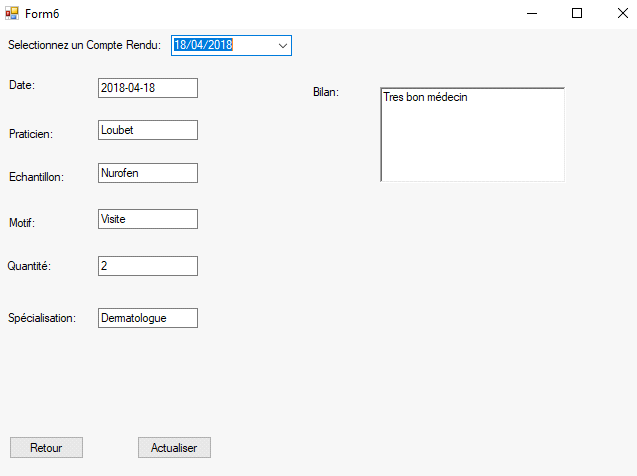 Form6
Selectionnez un Compte Rendu: 18/04/2018
Date: 2018-04-18
Bilan: Tres bon médecin
Praticien: Loubet
Echantillon: Nurofen
Motif: Visite
Quantité: 2
Spécialisation: Dermatologue
Retour Actualiser